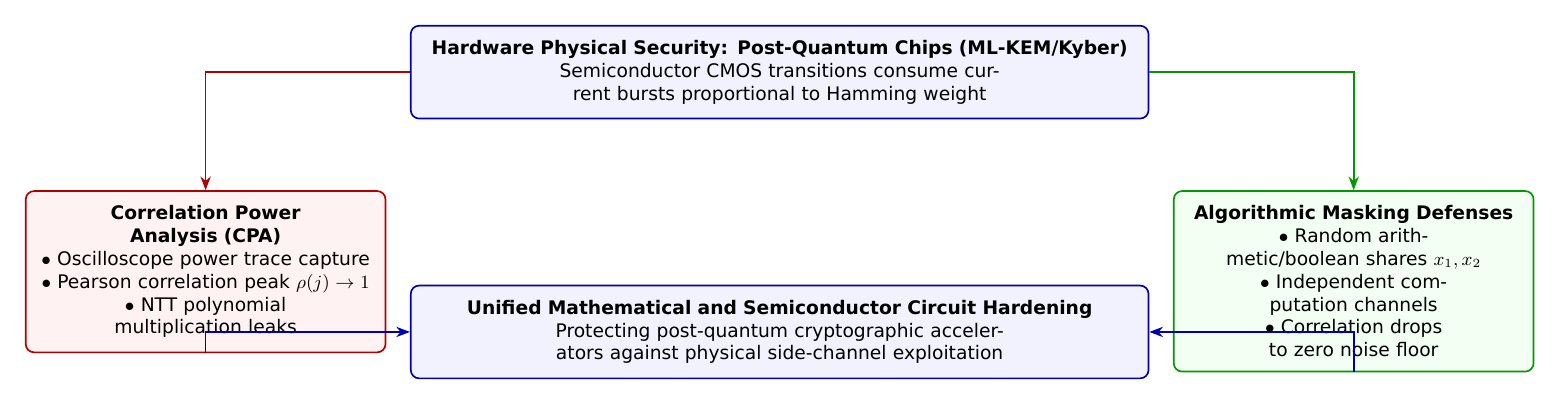 Hardware Physical Security: Post-Quantum Chips (ML-KEM/Kyber)
Semiconductor CMOS transitions consume cur-
rent bursts proportional to Hamming weight
Correlation Power
Analysis (CPA)
• Oscilloscope power trace capture
• Pearson correlation peak ρ(j) → 1
• NTT polynomial
multiplication leaks
Algorithmic Masking Defenses
• Random arith-
metic/boolean shares x₁, x₂
• Independent com-
putation channels
• Correlation drops
to zero noise floor
Unified Mathematical and Semiconductor Circuit Hardening
Protecting post-quantum cryptographic acceler-
ators against physical side-channel exploitation